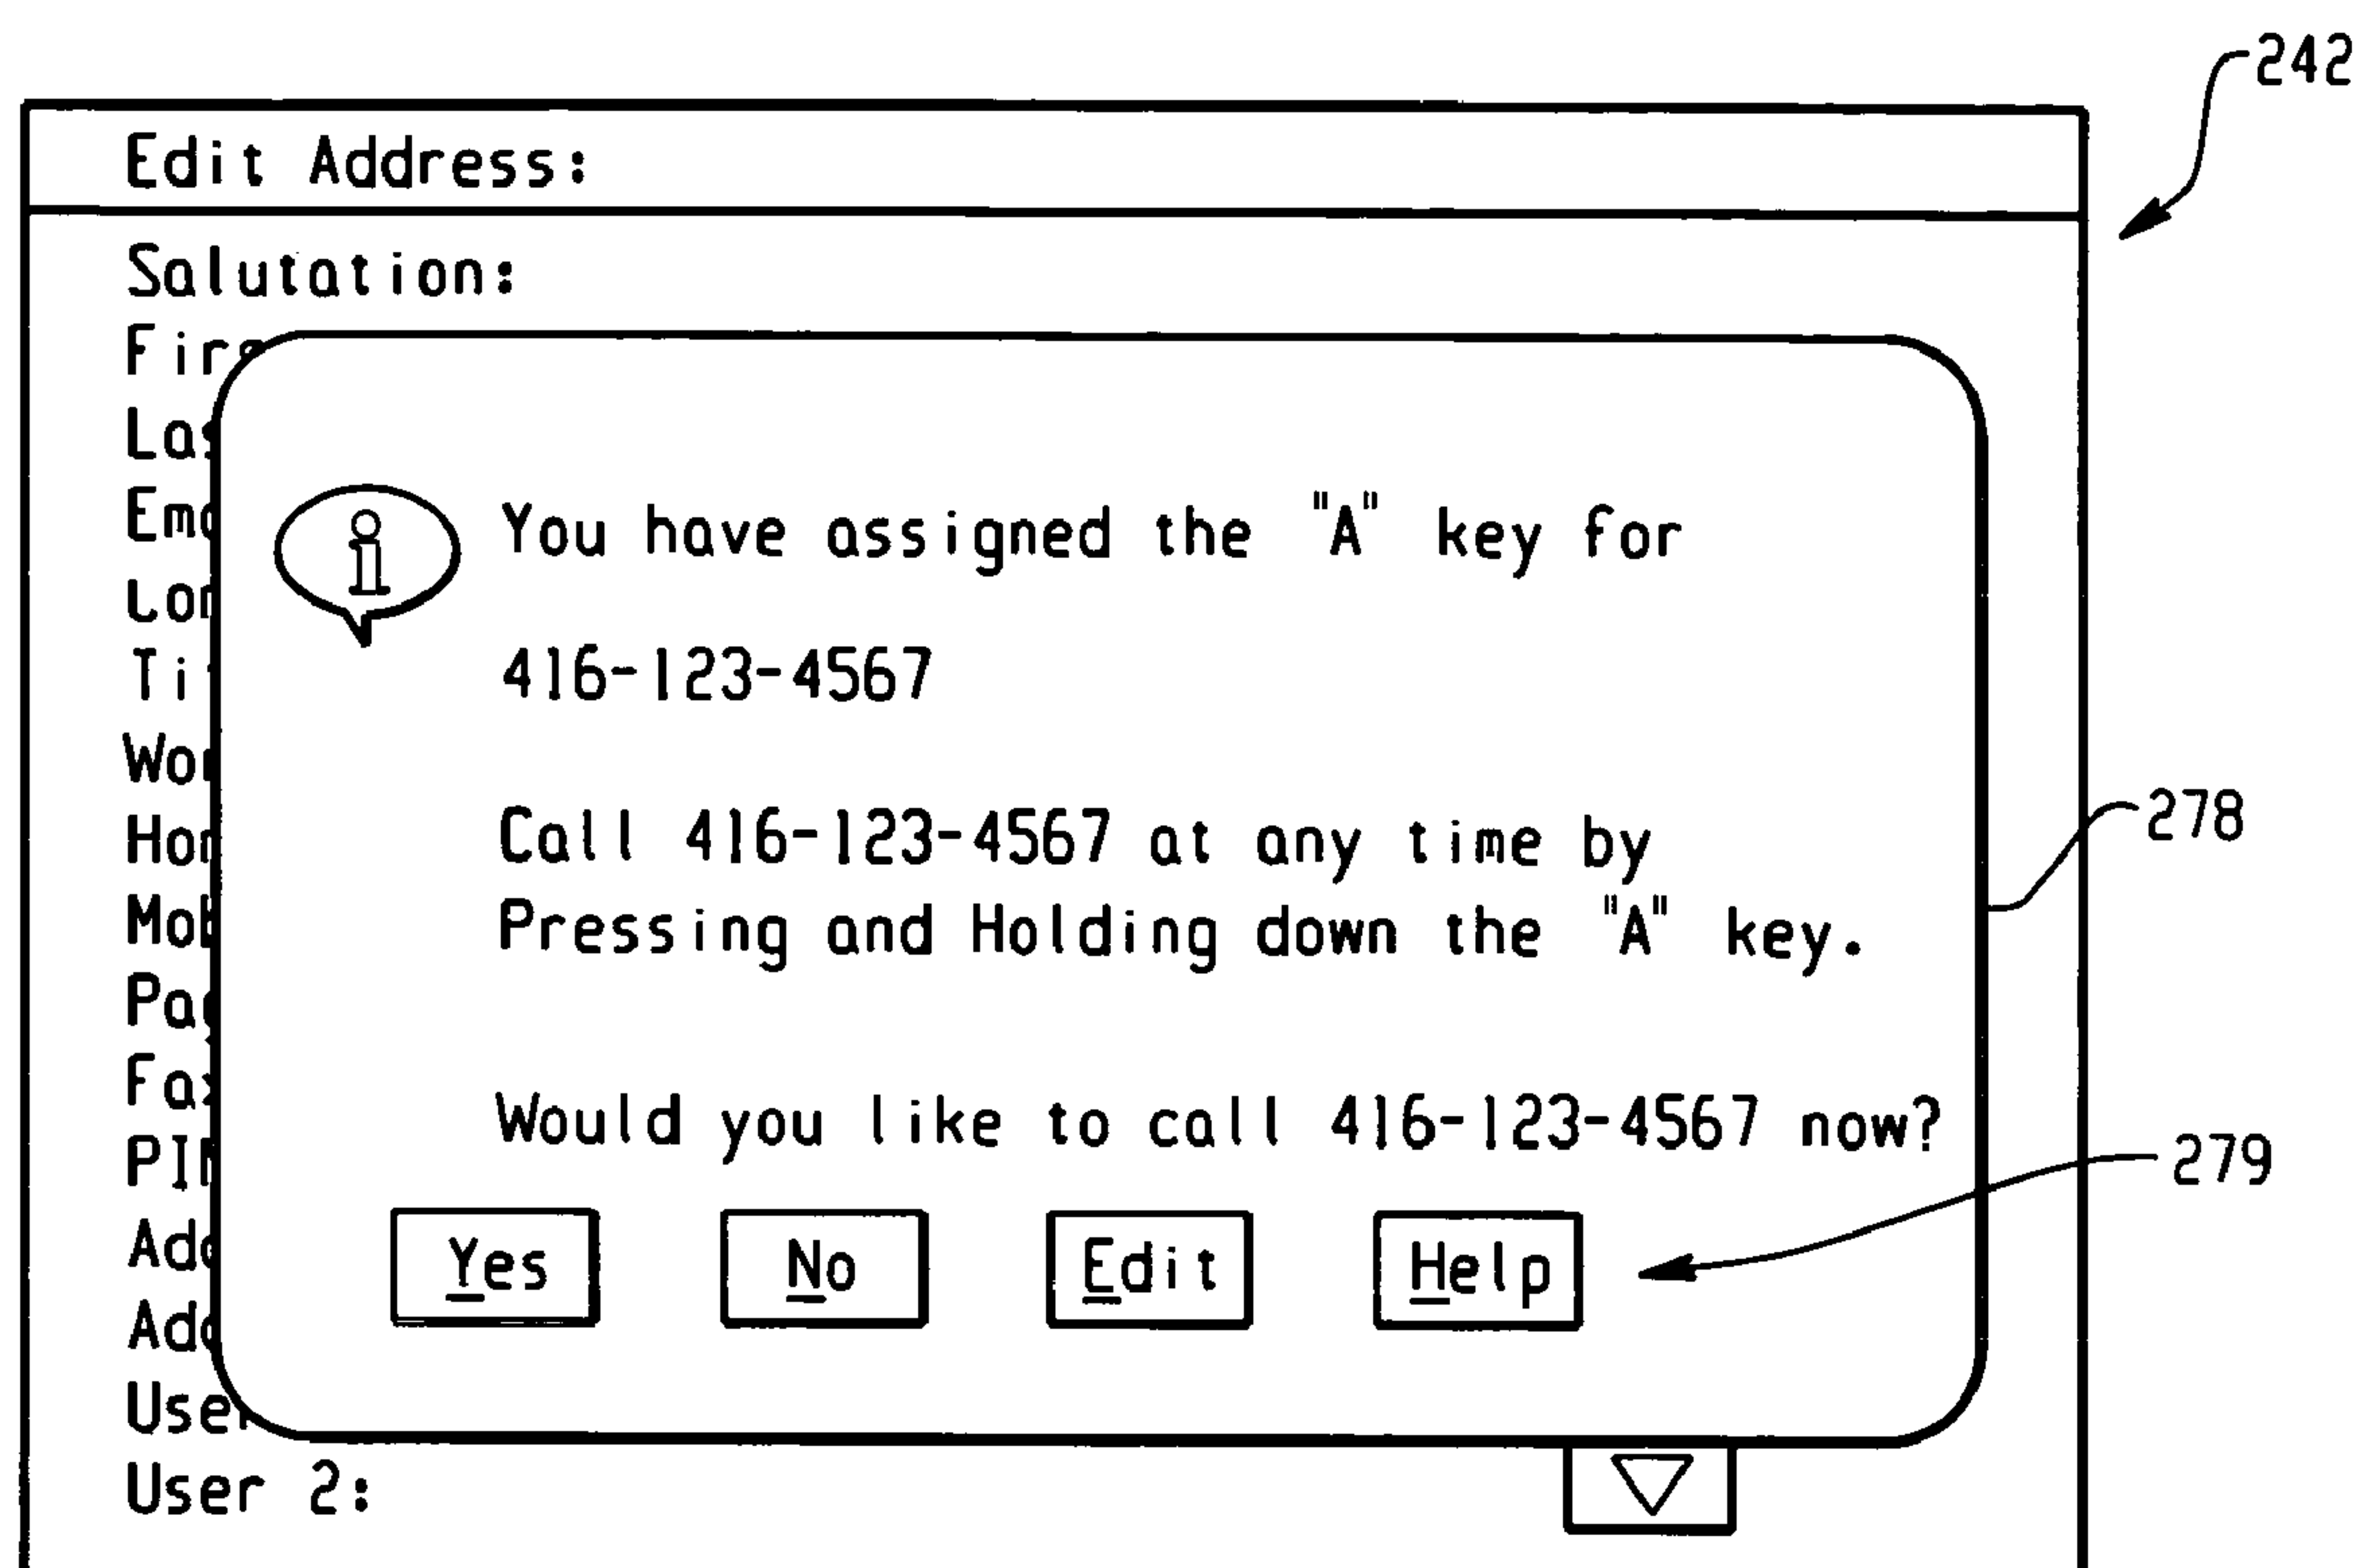 242
Edit Address:
Salutation:
You have assigned the "A" key for
416-123-4567
Call 416-123-4567 at any time by
278
Pressing and Holding down the "A" key.
Would you like to call 416-123-4567 now?
279
Yes No Edit Help
User
User 2: